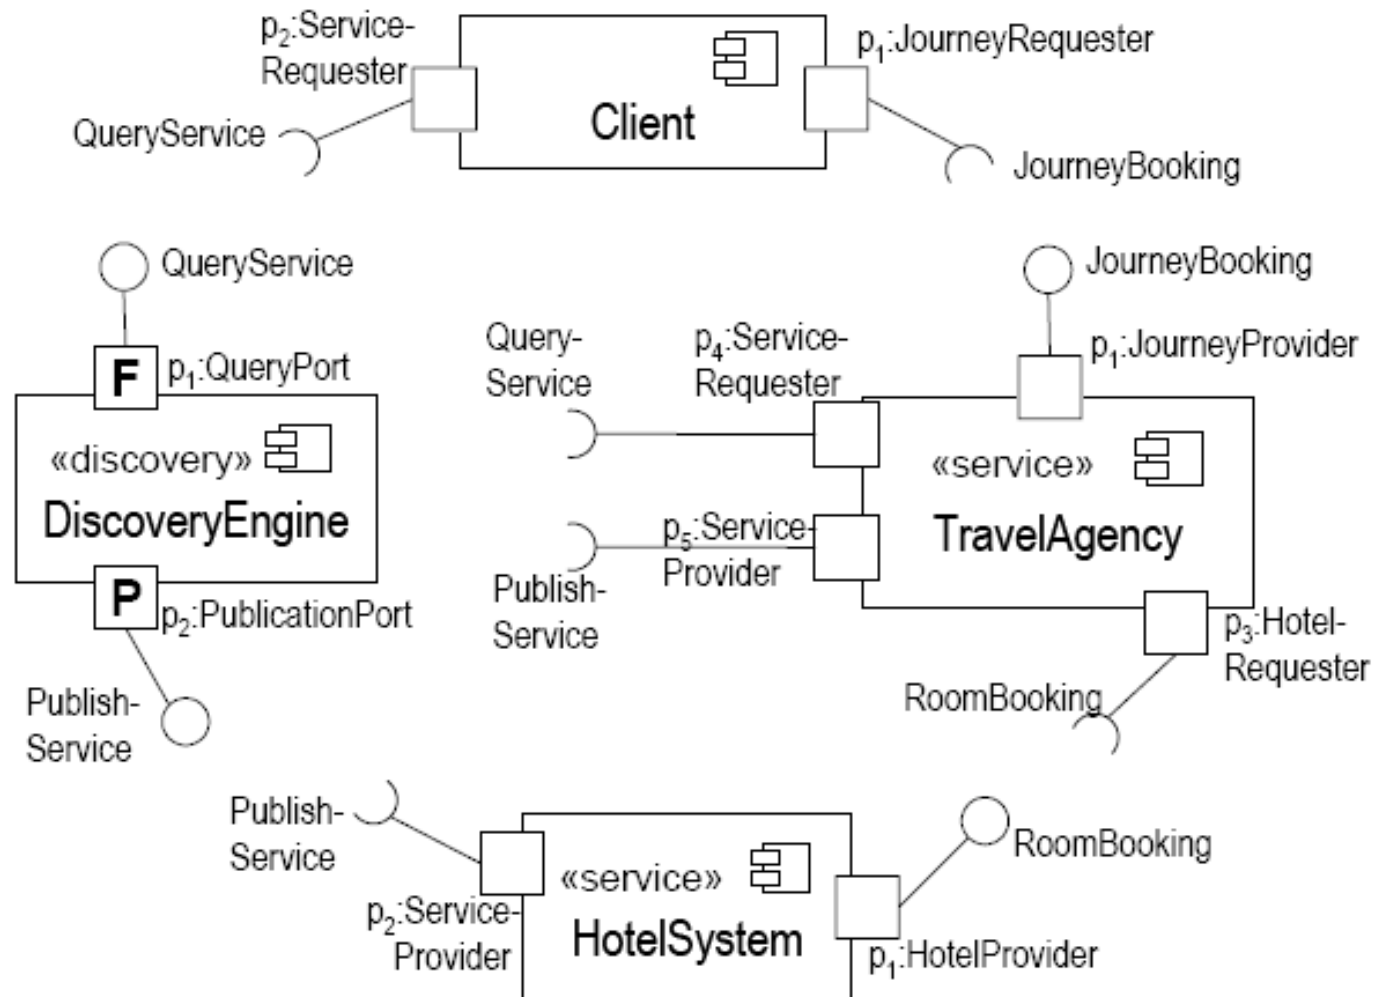 p2:Service-
Requester
p1:JourneyRequester
Client
QueryService
JourneyBooking
QueryService
JourneyBooking
Query-
Service
p4:Service-
Requester
p1:JourneyProvider
F
p1:QueryPort
«discovery»
DiscoveryEngine
«service»
TravelAgency
p5:Service-
Provider
Publish-
Service
P
p2:PublicationPort
p3:Hotel-
Requester
RoomBooking
Publish-
Service
Publish-
Service
RoomBooking
«service»
HotelSystem
p2:Service-
Provider
p1:HotelProvider